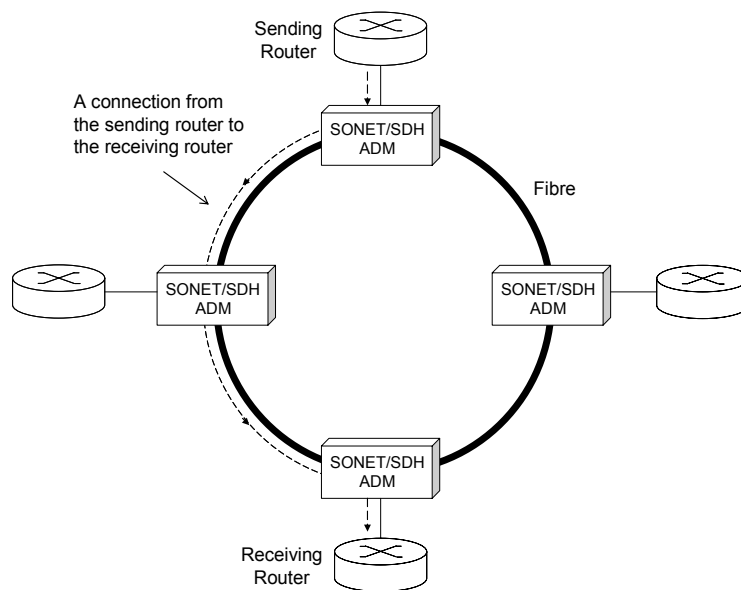 Sending
Router
A connection from
the sending router to
the receiving router
SONET/SDH
ADM
Fibre
SONET/SDH
ADM
SONET/SDH
ADM
SONET/SDH
ADM
Receiving
Router